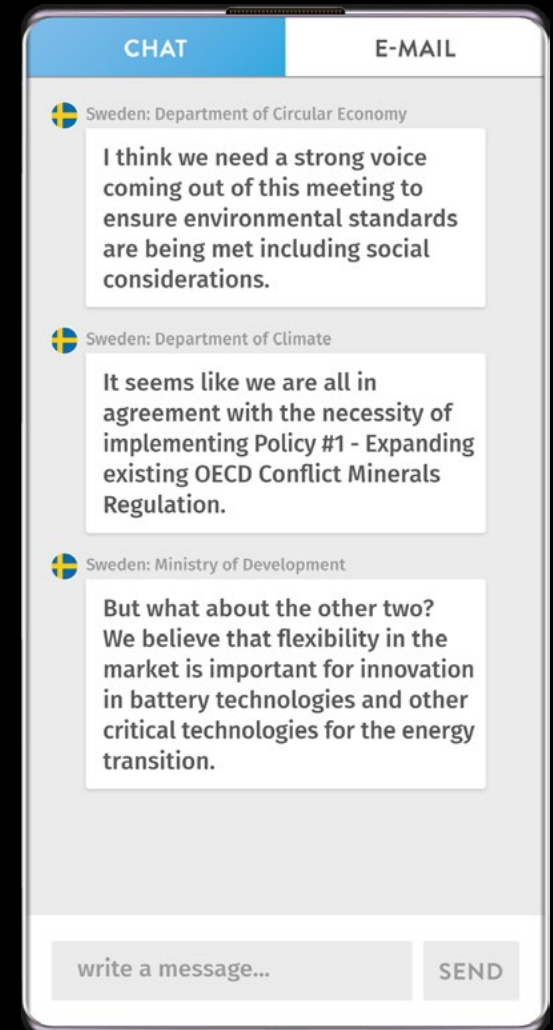 CHAT
E-MAIL
Sweden: Department of Circular Economy
I think we need a strong voice
coming out of this meeting to
ensure environmental standards
are being met including social
considerations.
Sweden: Department of Climate
It seems like we are all in
agreement with the necessity of
implementing Policy #1 - Expanding
existing OECD Conflict Minerals
Regulation.
Sweden: Ministry of Development
But what about the other two?
We believe that flexibility in the
market is important for innovation
in battery technologies and other
critical technologies for the energy
transition.
write a message...
SEND